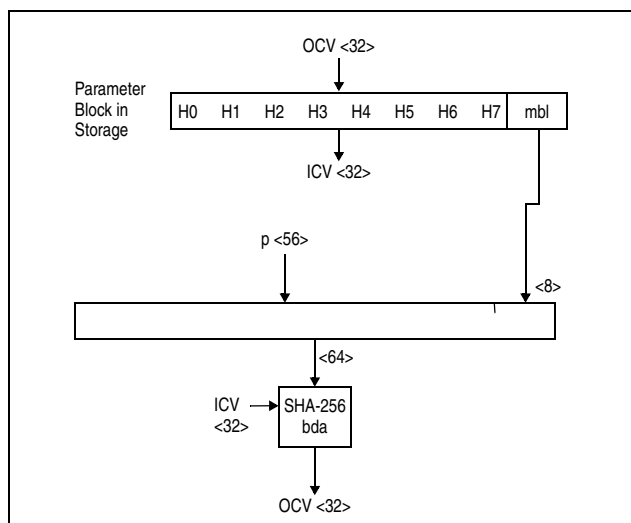 OCV <32>
Parameter
Block in
Storage
H0 H1 H2 H3 H4 H5 H6 H7 mbl
ICV <32>
p <56>
<8>
<64>
ICV
<32>
SHA-256
bda
OCV <32>